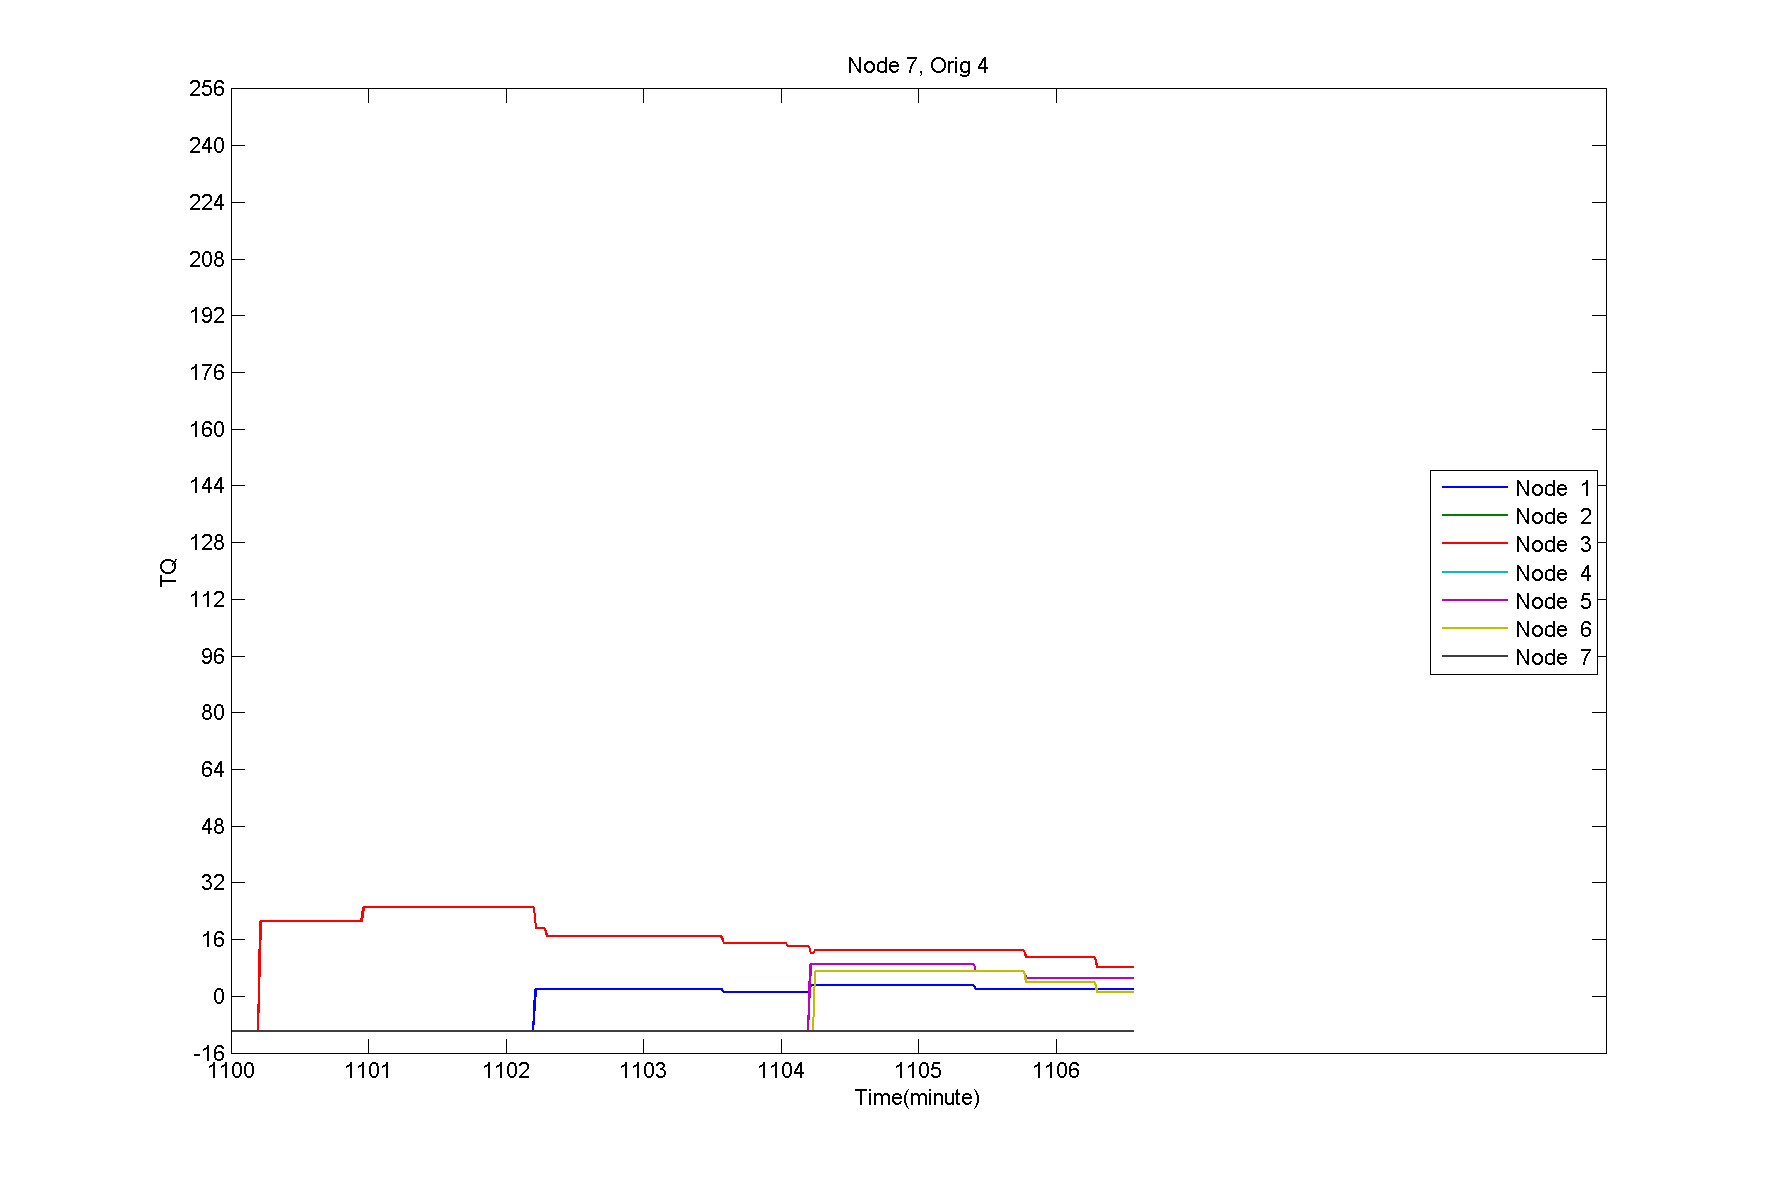 Node 7, Orig 4
256
240
224
208
192
176
160
144
128
112
96
80
64
48
32
16
0
-16
TQ
Node 1
Node 2
Node 3
Node 4
Node 5
Node 6
Node 7
1100 1101 1102 1103 1104 1105 1106
Time(minute)